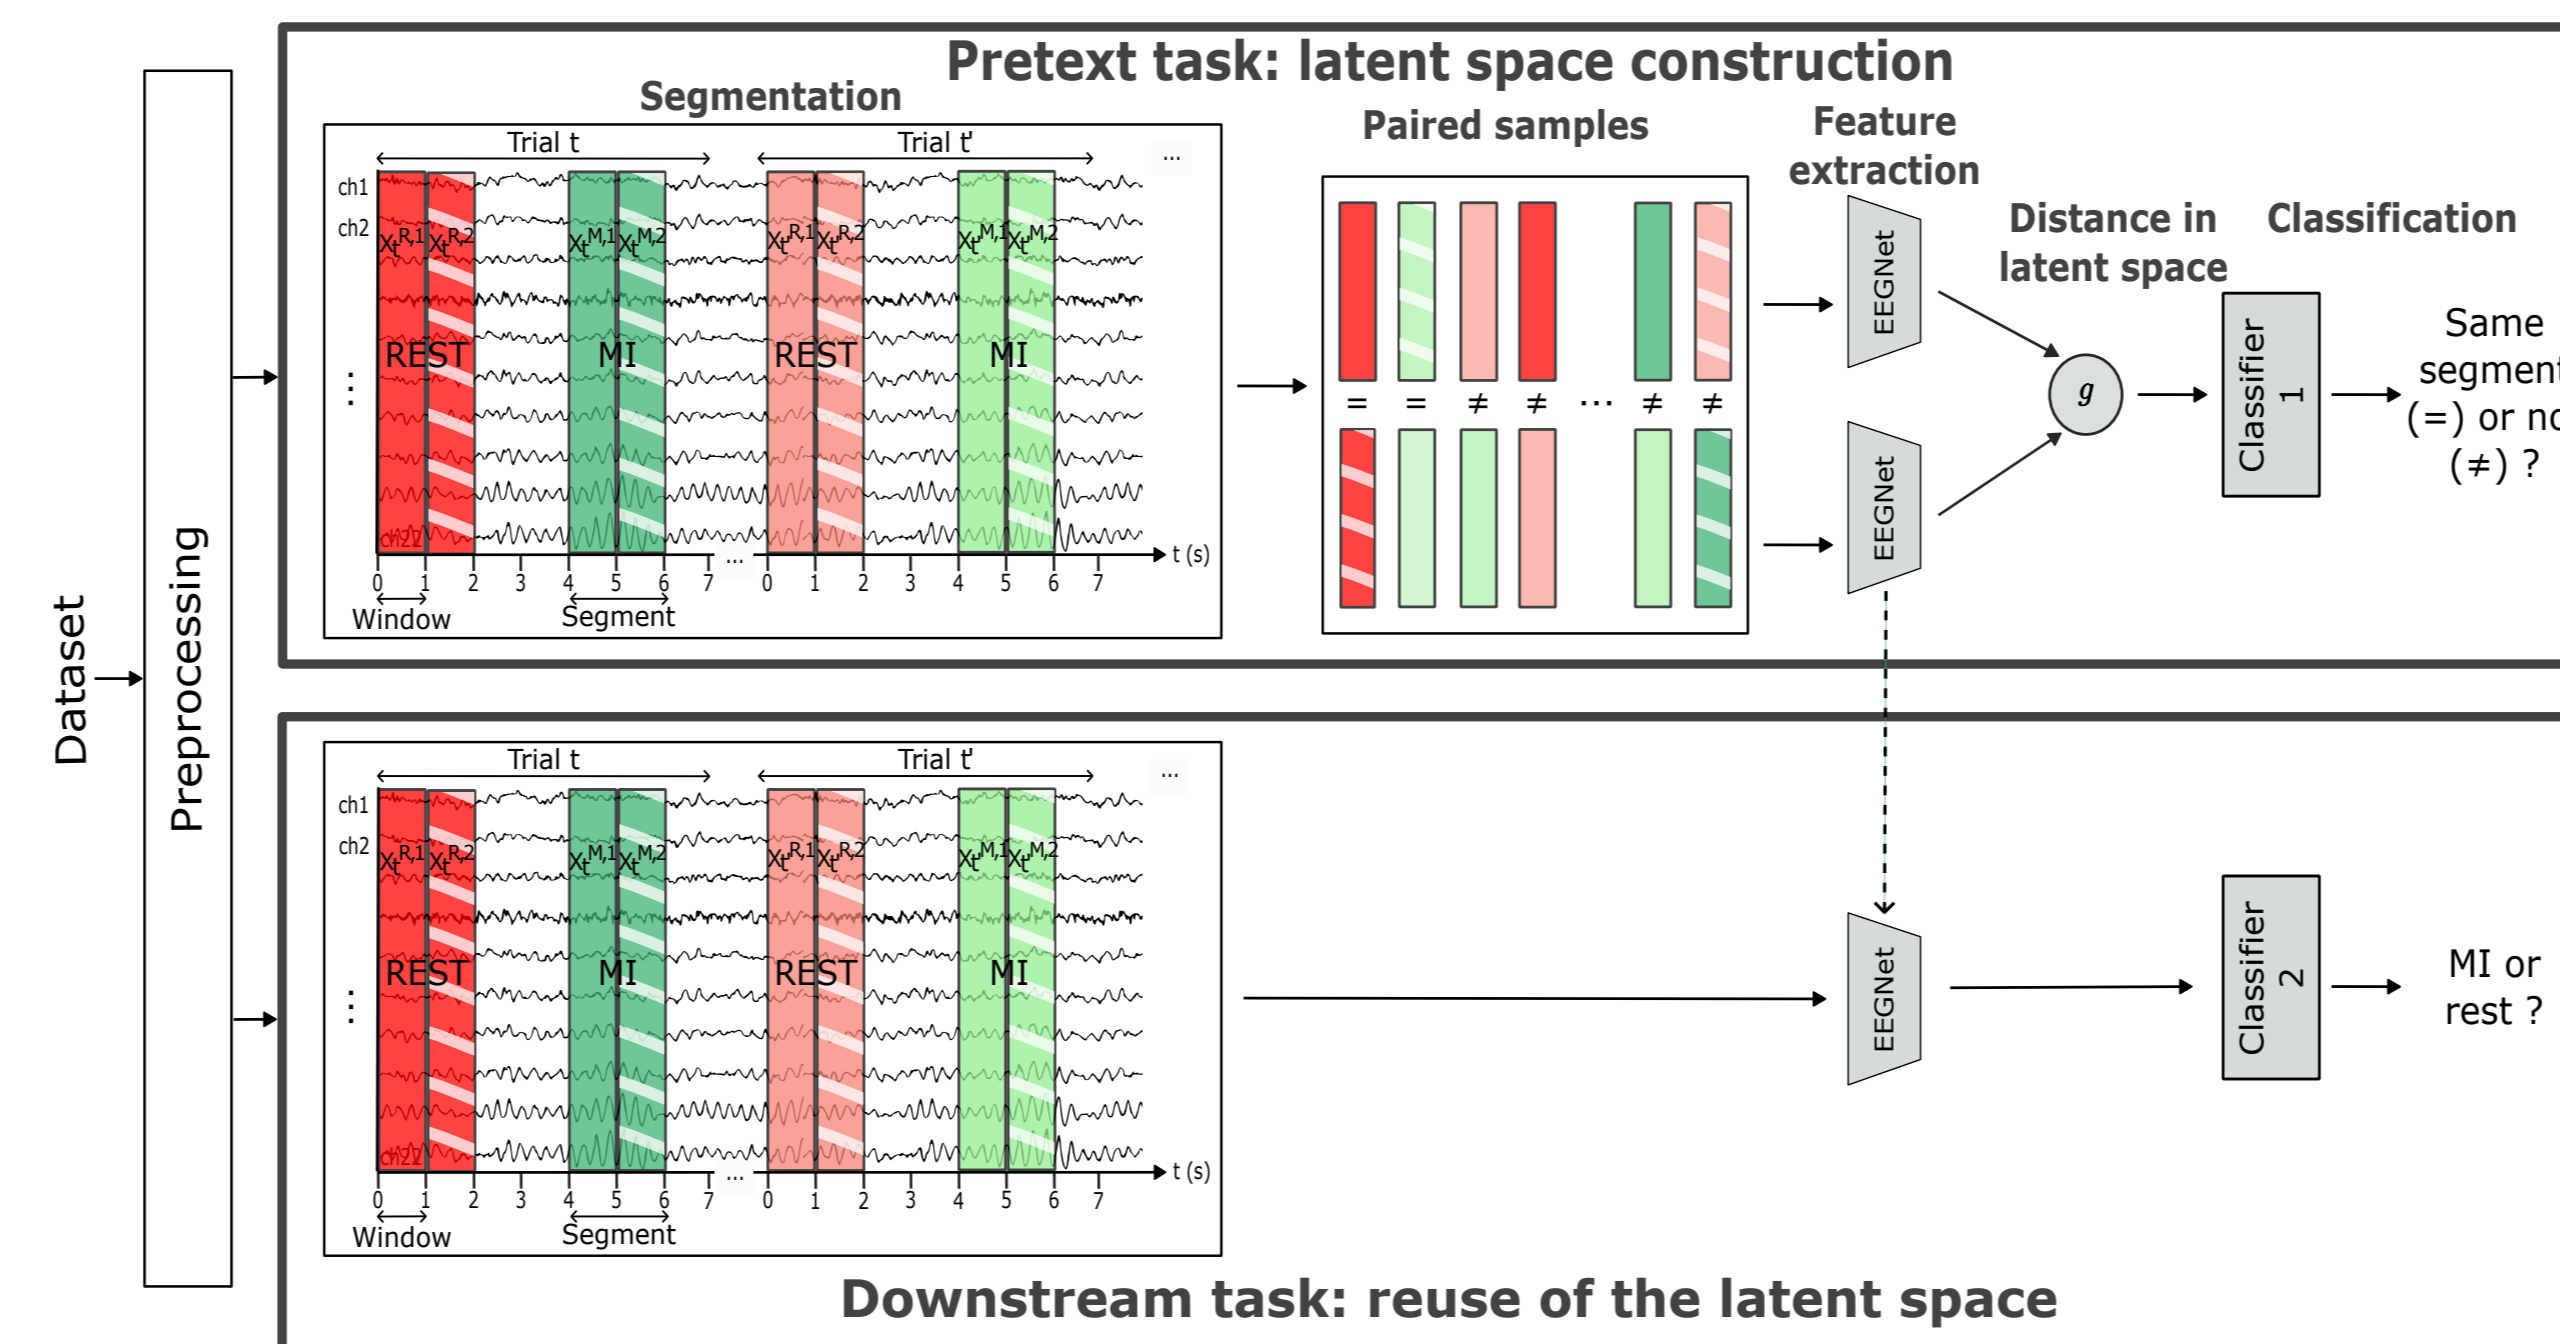 Pretext task: latent space construction
Segmentation
Paired samples
Feature
extraction
Distance in
latent space
Classification
Trial t
Trial t'
...
ch1
ch2
Xt R,1
Xt R,2
Xt M,1
Xt M,2
Xt R,1
Xt R,2
Xt M,1
Xt M,2
REST
MI
REST
MI
⋮
ch22
...
t (s)
0 1 2 3 4 5 6 7 0 1 2 3 4 5 6 7
Window
Segment
= = ≠ ≠ ... ≠ ≠
EEGNet
EEGNet
g
Classifier
1
Same
segment
(=) or no
(≠) ?
Dataset
Preprocessing
Trial t
Trial t'
...
ch1
ch2
Xt R,1
Xt R,2
Xt M,1
Xt M,2
Xt R,1
Xt R,2
Xt M,1
Xt M,2
REST
MI
REST
MI
⋮
ch22
...
t (s)
0 1 2 3 4 5 6 7 0 1 2 3 4 5 6 7
Window
Segment
EEGNet
Classifier
2
MI or
rest ?
Downstream task: reuse of the latent space